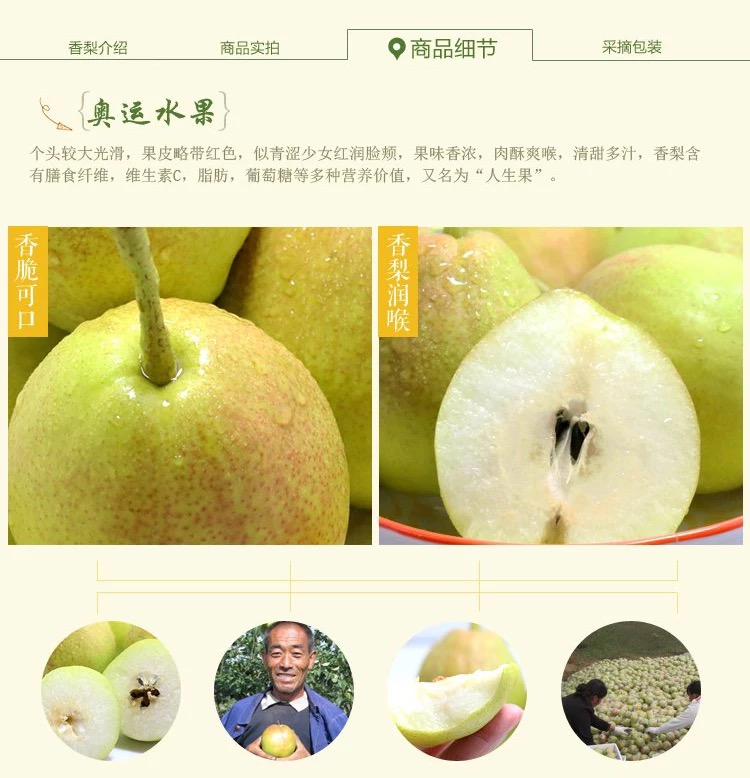 香梨介绍
商品实拍
商品细节
采摘包装
{奥运水果}
个头较大光滑，果皮略带红色，似青涩少女红润脸颊，果味香浓，肉酥爽喉，清甜多汁，香梨含
有膳食纤维，维生素C，脂肪，葡萄糖等多种营养价值，又名为“人生果”。
香脆可口
香梨润喉